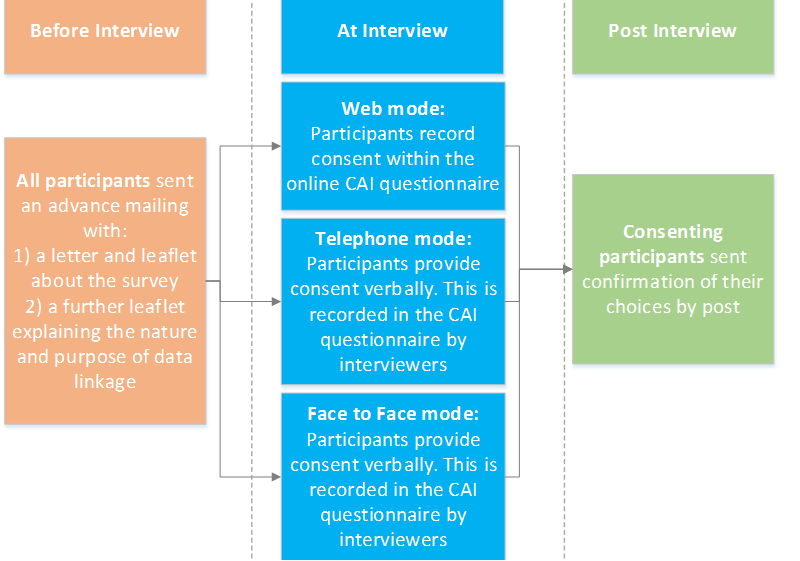 Before Interview
At Interview
Post Interview
All participants sent
an advance mailing
with:
1) a letter and leaflet
about the survey
2) a further leaflet
explaining the nature
and purpose of data
linkage
Web mode:
Participants record
consent within the
online CAI questionnaire
Telephone mode:
Participants provide
consent verbally. This is
recorded in the CAI
questionnaire by
interviewers
Face to Face mode:
Participants provide
consent verbally. This is
recorded in the CAI
questionnaire by
interviewers
Consenting
participants sent
confirmation of their
choices by post